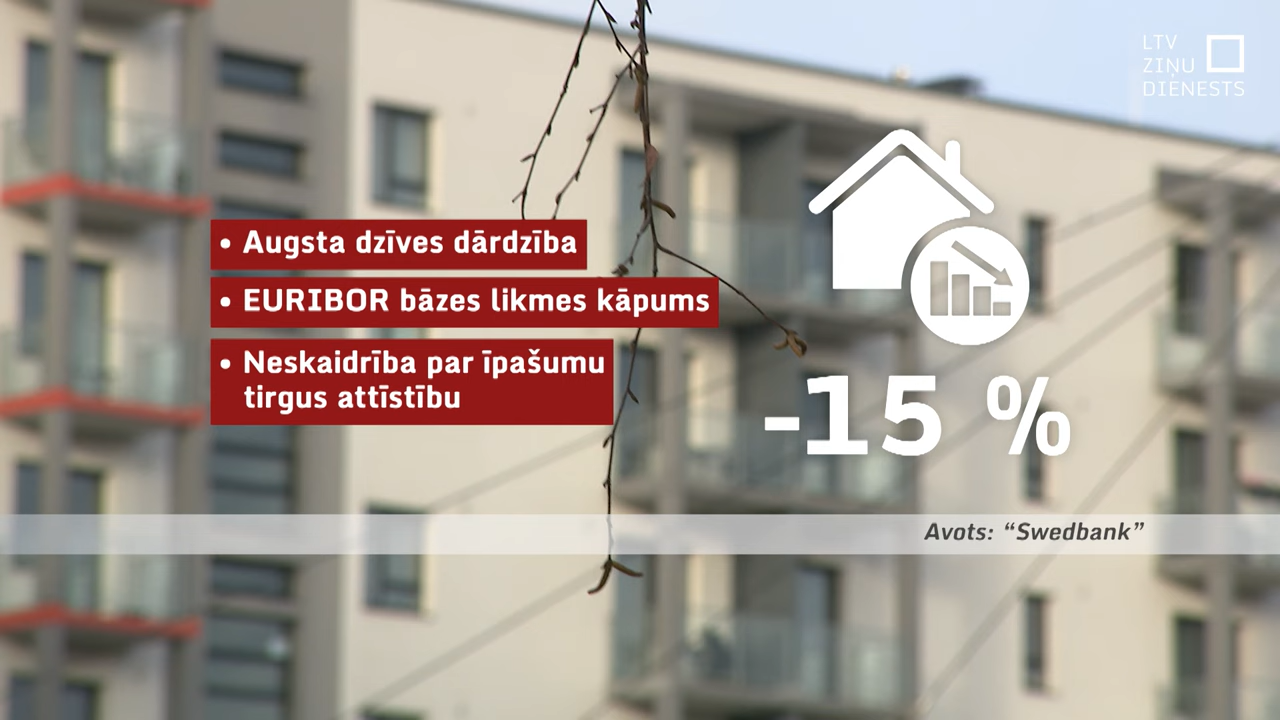 LTV
ZIŅU
DIENESTS
• Augsta dzīves dārdzība
• EURIBOR bāzes likmes kāpums
• Neskaidrība par īpašumu
tirgus attīstību
-15 %
Avots: “Swedbank”